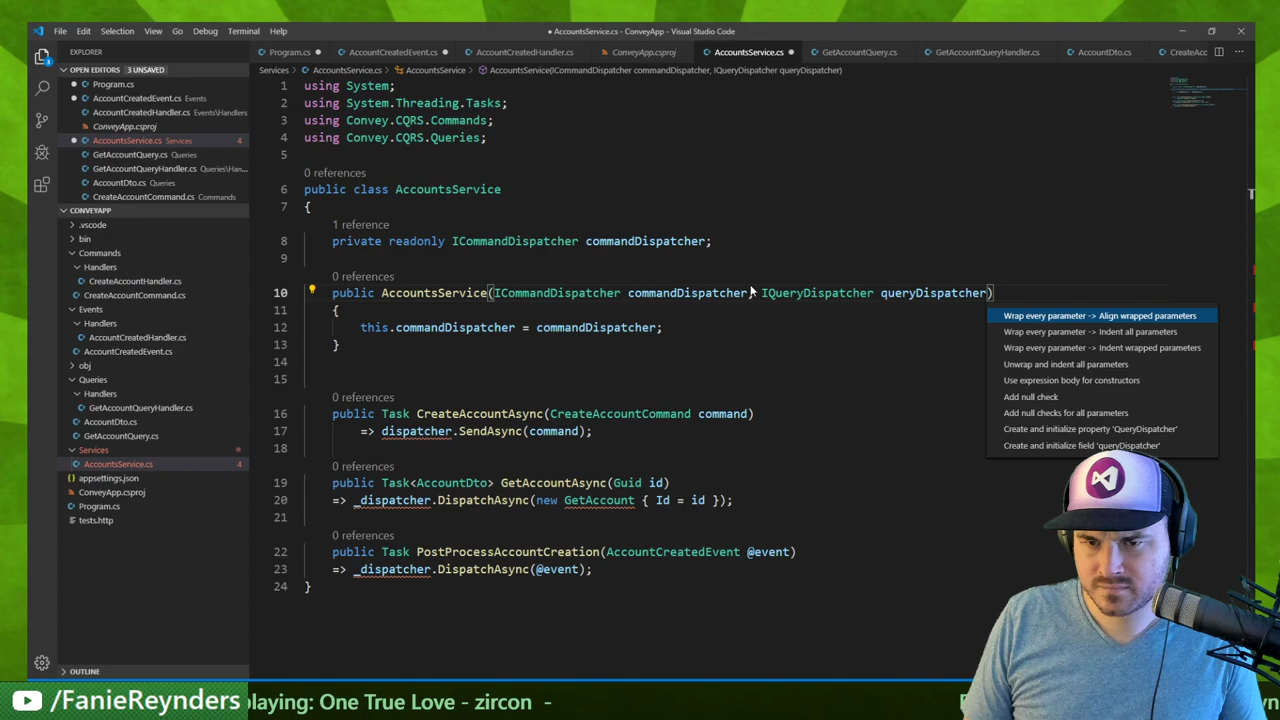 File Edit Selection View Go Debug Terminal Help
● AccountsService.cs - ConveyApp - Visual Studio Code
EXPLORER
Program.cs ● AccountCreatedEvent.cs ● AccountCreatedHandler.cs ConveyApp.csproj AccountsService.cs ● GetAccountQuery.cs GetAccountQueryHandler.cs AccountDto.cs CreateAcc
OPEN EDITORS 3 UNSAVED
Program.cs
AccountCreatedEvent.cs Events
AccountCreatedHandler.cs Events\Handlers
ConveyApp.csproj
AccountsService.cs Services 4
GetAccountQuery.cs Queries
GetAccountQueryHandler.cs Queries\Han...
AccountDto.cs Queries
CreateAccountCommand.cs Commands
CONVEYAPP
.vscode
bin
Commands
Handlers
CreateAccountHandler.cs
CreateAccountCommand.cs
Events
Handlers
AccountCreatedHandler.cs
AccountCreatedEvent.cs
obj
Queries
Handlers
GetAccountQueryHandler.cs
AccountDto.cs
GetAccountQuery.cs
Services
AccountsService.cs 4
appsettings.json
ConveyApp.csproj
Program.cs
tests.http
OUTLINE
Services > AccountsService.cs > AccountsService > AccountsService(ICommandDispatcher commandDispatcher, IQueryDispatcher queryDispatcher)
1 using System;
2 using System.Threading.Tasks;
3 using Convey.CQRS.Commands;
4 using Convey.CQRS.Queries;
5
0 references
6 public class AccountsService
7 {
1 reference
8 private readonly ICommandDispatcher commandDispatcher;
9
0 references
10 public AccountsService(ICommandDispatcher commandDispatcher, IQueryDispatcher queryDispatcher)
11 {
12 this.commandDispatcher = commandDispatcher;
13 }
14
15
0 references
16 public Task CreateAccountAsync(CreateAccountCommand command)
17 => dispatcher.SendAsync(command);
18
0 references
19 public Task<AccountDto> GetAccountAsync(Guid id)
20 => _dispatcher.DispatchAsync(new GetAccount { Id = id });
21
0 references
22 public Task PostProcessAccountCreation(AccountCreatedEvent @event)
23 => _dispatcher.DispatchAsync(@event);
24 }
Wrap every parameter -> Align wrapped parameters
Wrap every parameter -> Indent all parameters
Wrap every parameter -> Indent wrapped parameters
Unwrap and indent all parameters
Use expression body for constructors
Add null check
Add null checks for all parameters
Create and initialize property 'QueryDispatcher'
Create and initialize field 'queryDispatcher'
/FanieReynders
playing: One True Love - zircon -